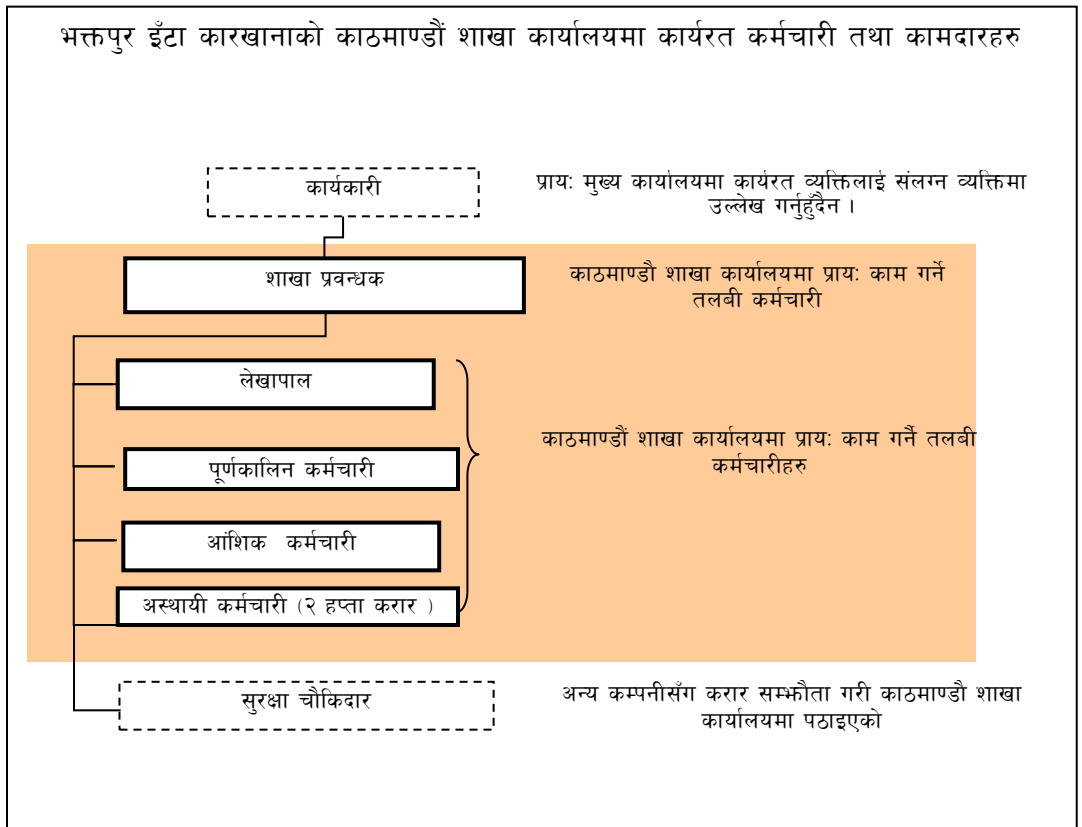 भक्तपुर इँटा कारखानाको काठमाण्डौं शाखा कार्यालयमा कार्यरत कर्मचारी तथा कामदारहरु
कार्यकारी
प्राय: मुख्य कार्यालयमा कार्यरत व्यक्तिलाई संलग्न व्यक्तिमा
उल्लेख गर्नुहुँदैन ।
शाखा प्रवन्धक
काठमाण्डौ शाखा कार्यालयमा प्राय: काम गर्ने
तलबी कर्मचारी
लेखापाल
काठमाण्डौं शाखा कार्यालयमा प्राय: काम गर्नै तलबी
कर्मचारीहरु
पूर्णकालिन कर्मचारी
आंशिक कर्मचारी
अस्थायी कर्मचारी (२ हप्ता करार )
सुरक्षा चौकिदार
अन्य कम्पनीसँग करार सम्झौता गरी काठमाण्डौ शाखा
कार्यालयमा पठाइएको